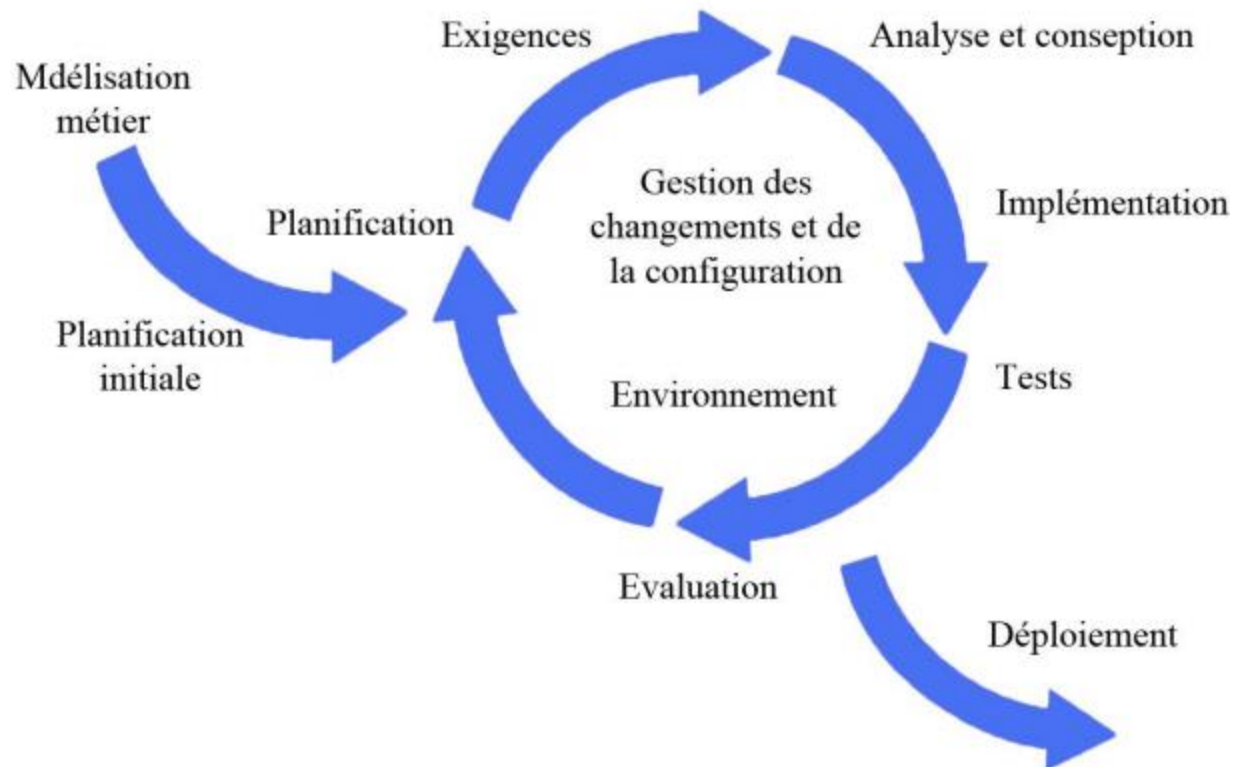 Exigences
Analyse et conseption
Mdélisation
métier
Gestion des
changements et de
la configuration
Implémentation
Planification
Planification
initiale
Environnement
Tests
Evaluation
Déploiement